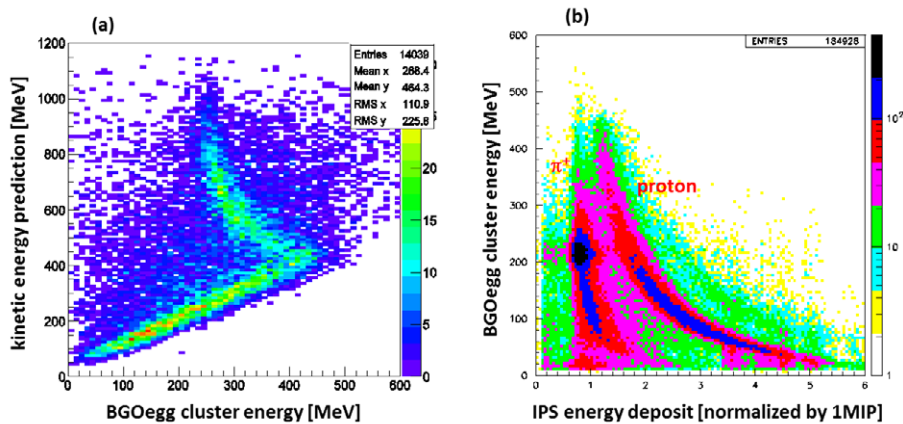 (a)
Entries 14039
Mean x 268.4
Mean y 464.3
RMS x 110.9
RMS y 225.8
1200
1000
800
600
400
200
0
0 100 200 300 400 500 600
20
15
10
5
0
kinetic energy prediction [MeV]
BGOegg cluster energy [MeV]
(b)
ENTRIES 184928
600
500
400
300
200
100
0
0 1 2 3 4 5 6
10²
10
1
π⁺
proton
BGOegg cluster energy [MeV]
IPS energy deposit [normalized by 1MIP]